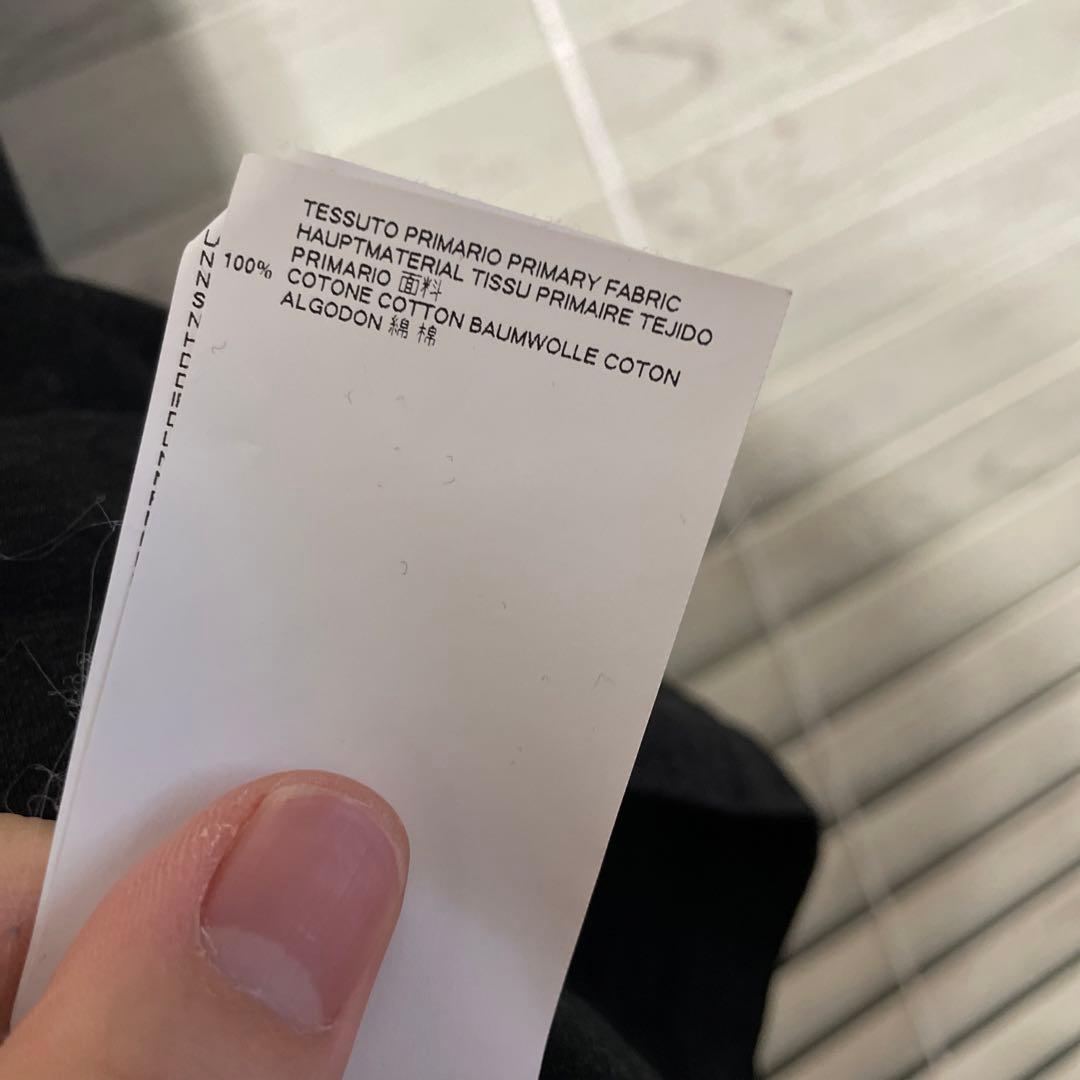 TESSUTO PRIMARIO PRIMARY FABRIC
HAUPTMATERIAL TISSU PRIMAIRE TEJIDO
PRIMARIO 面料
100% COTONE COTTON BAUMWOLLE COTON
ALGODON 綿 棉